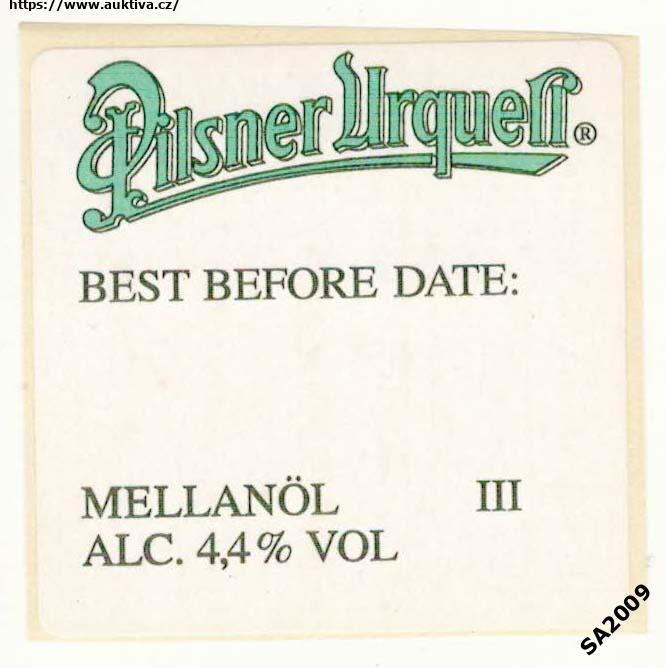 https://www.auktiva.cz/
Pilsner Urquell ®
BEST BEFORE DATE:
MELLANÖL III
ALC. 4,4% VOL
SA2009